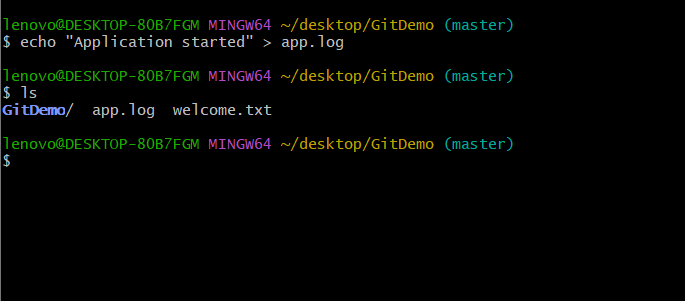 lenovo@DESKTOP-80B7FGM MINGW64 ~/desktop/GitDemo (master)
$ echo "Application started" > app.log
lenovo@DESKTOP-80B7FGM MINGW64 ~/desktop/GitDemo (master)
$ ls
GitDemo/  app.log  welcome.txt
lenovo@DESKTOP-80B7FGM MINGW64 ~/desktop/GitDemo (master)
$